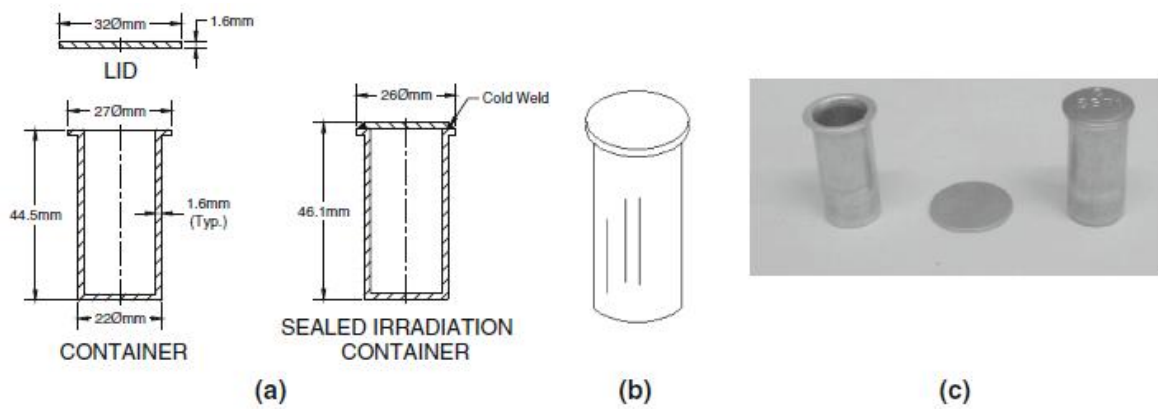 32Ømm
1.6mm
LID
27Ømm
44.5mm
1.6mm
(Typ.)
22Ømm
CONTAINER
26Ømm
Cold Weld
46.1mm
SEALED IRRADIATION
CONTAINER
(a)
(b)
(c)